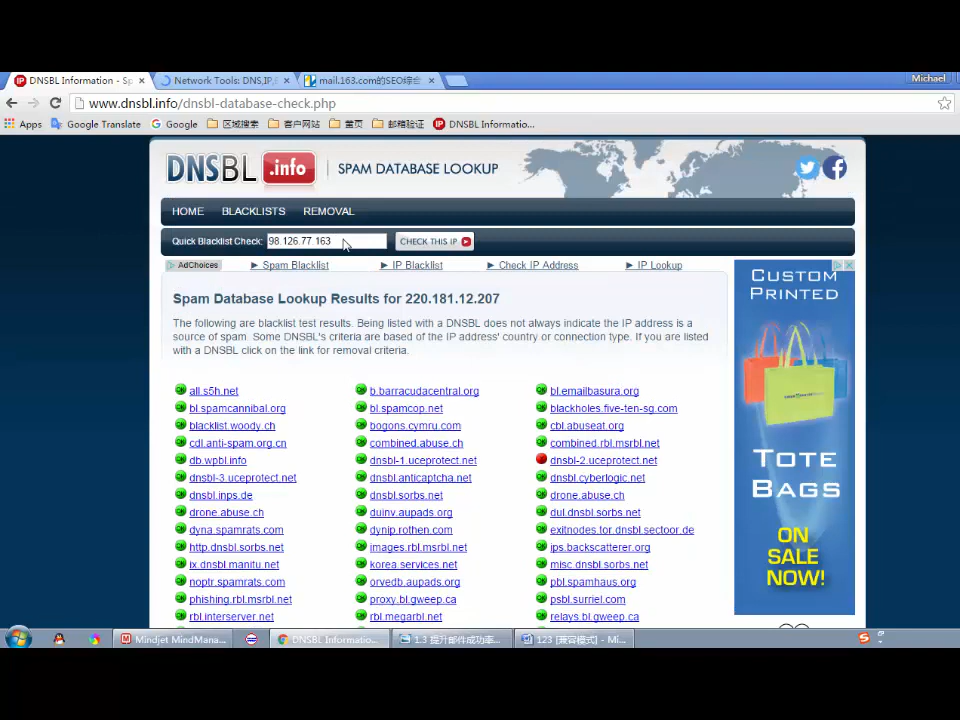 DNSBL Information - Sp
Network Tools: DNS,IP,E
mail.163.com的SEO综合
Michael
www.dnsbl.info/dnsbl-database-check.php
Apps Google Translate Google 区域搜索 客户网站 黄页 邮箱验证 DNSBL Informatio...
DNSBL .info SPAM DATABASE LOOKUP
HOME BLACKLISTS REMOVAL
Quick Blacklist Check: 98.126.77.163 CHECK THIS IP
AdChoices Spam Blacklist IP Blacklist Check IP Address IP Lookup
Spam Database Lookup Results for 220.181.12.207
The following are blacklist test results. Being listed with a DNSBL does not always indicate the IP address is a
source of spam. Some DNSBL's criteria are based of the IP address' country or connection type. If you are listed
with a DNSBL click on the link for removal criteria.
all.s5h.net b.barracudacentral.org bl.emailbasura.org
bl.spamcannibal.org bl.spamcop.net blackholes.five-ten-sg.com
blacklist.woody.ch bogons.cymru.com cbl.abuseat.org
cdl.anti-spam.org.cn combined.abuse.ch combined.rbl.msrbl.net
db.wpbl.info dnsbl-1.uceprotect.net dnsbl-2.uceprotect.net
dnsbl-3.uceprotect.net dnsbl.anticaptcha.net dnsbl.cyberlogic.net
dnsbl.inps.de dnsbl.sorbs.net drone.abuse.ch
drone.abuse.ch duinv.aupads.org dul.dnsbl.sorbs.net
dyna.spamrats.com dynip.rothen.com exitnodes.tor.dnsbl.sectoor.de
http.dnsbl.sorbs.net images.rbl.msrbl.net ips.backscatterer.org
ix.dnsbl.manitu.net korea.services.net misc.dnsbl.sorbs.net
noptr.spamrats.com orvedb.aupads.org pbl.spamhaus.org
phishing.rbl.msrbl.net proxy.bl.gweep.ca psbl.surriel.com
rbl.interserver.net rbl.megarbl.net relays.bl.gweep.ca
CUSTOM
PRINTED
TOTE
BAGS
ON
SALE
NOW!
Mindjet MindMana... DNSBL Informatio... 1.3 提升邮件成功率... 123 [兼容模式] - Mi...